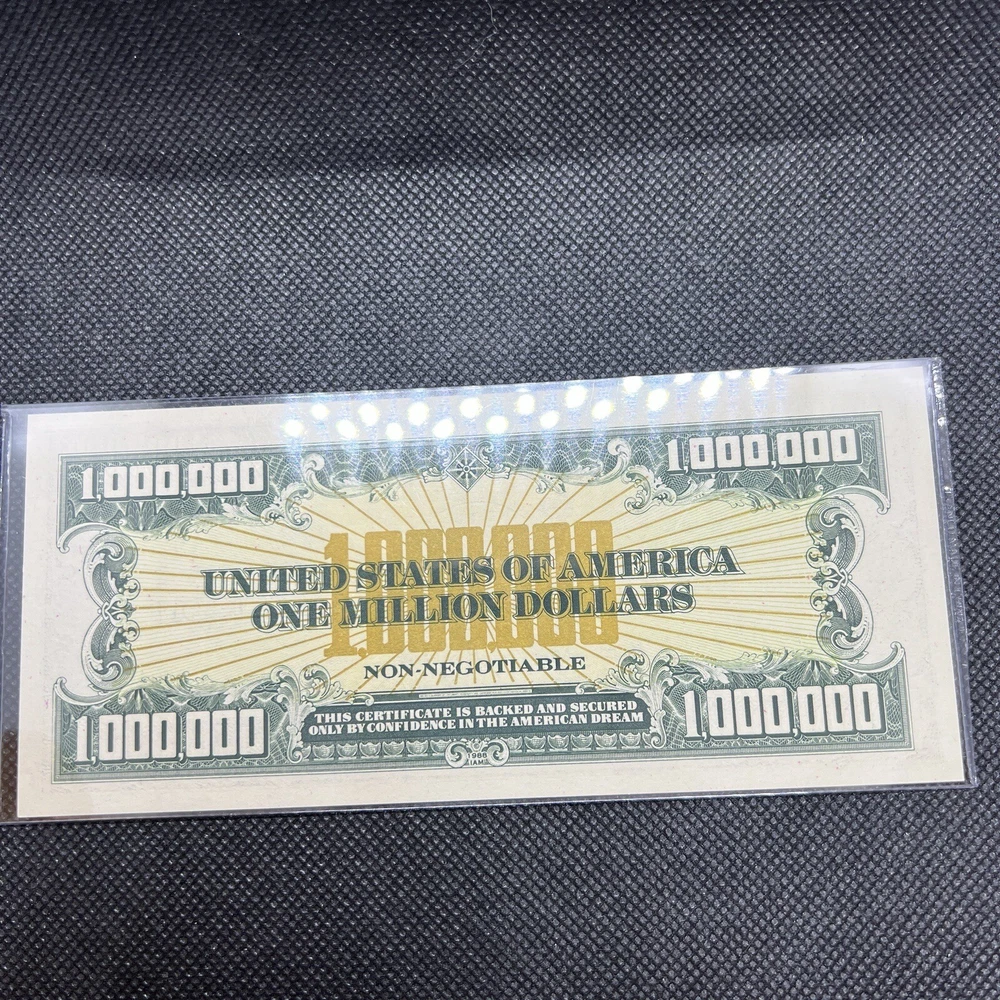 1,000,000
1,000,000
1,000,000
UNITED STATES OF AMERICA
ONE MILLION DOLLARS
NON-NEGOTIABLE
THIS CERTIFICATE IS BACKED AND SECURED
ONLY BY CONFIDENCE IN THE AMERICAN DREAM
1,000,000
1,000,000
IAM